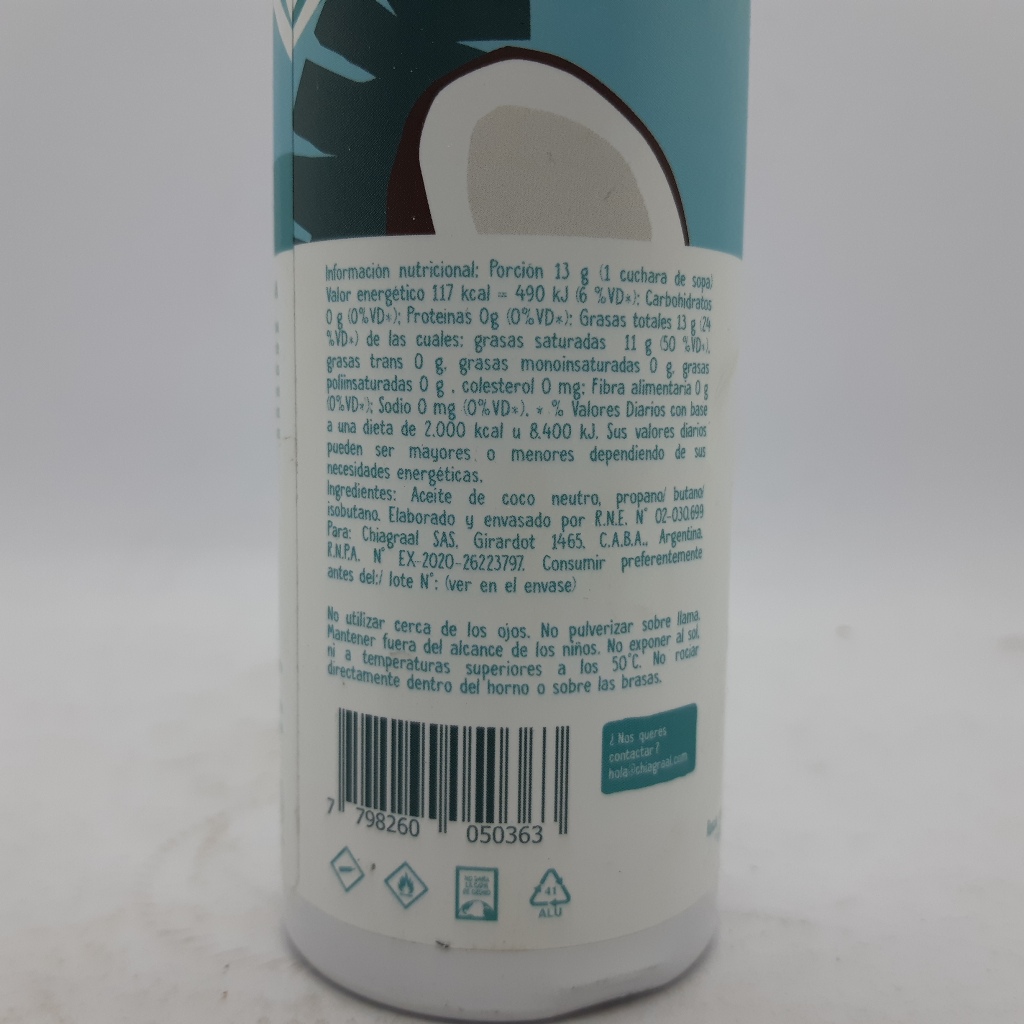 Información nutricional: Porción 13 g (1 cuchara de sopa)
Valor energético 117 kcal = 490 kJ (6 %VD*); Carbohidratos
0 g (0%VD*); Proteínas 0g (0%VD*); Grasas totales 13 g (24
%VD*) de las cuales: grasas saturadas 11 g (50 %VD*),
grasas trans 0 g, grasas monoinsaturadas 0 g, grasas
poliinsaturadas 0 g , colesterol 0 mg; Fibra alimentaria 0 g
(0%VD*); Sodio 0 mg (0%VD*). * % Valores Diarios con base
a una dieta de 2.000 kcal u 8.400 kJ. Sus valores diarios
pueden ser mayores o menores dependiendo de sus
necesidades energéticas.
Ingredientes: Aceite de coco neutro, propano/ butano/
isobutano. Elaborado y envasado por R.N.E. N° 02-030.699
Para: Chiagraal SAS. Girardot 1465. C.A.B.A., Argentina.
R.N.P.A. N° EX-2020-26223797. Consumir preferentemente
antes del:/ lote N°: (ver en el envase)
No utilizar cerca de los ojos. No pulverizar sobre llama.
Mantener fuera del alcance de los niños. No exponer al sol,
ni a temperaturas superiores a los 50°C. No rociar
directamente dentro del horno o sobre las brasas.
¿Nos querés
contactar?
hola@chiagraal.com
7 798260 050363
NO DAÑA
LA CAPA
DE OZONO
41
ALU